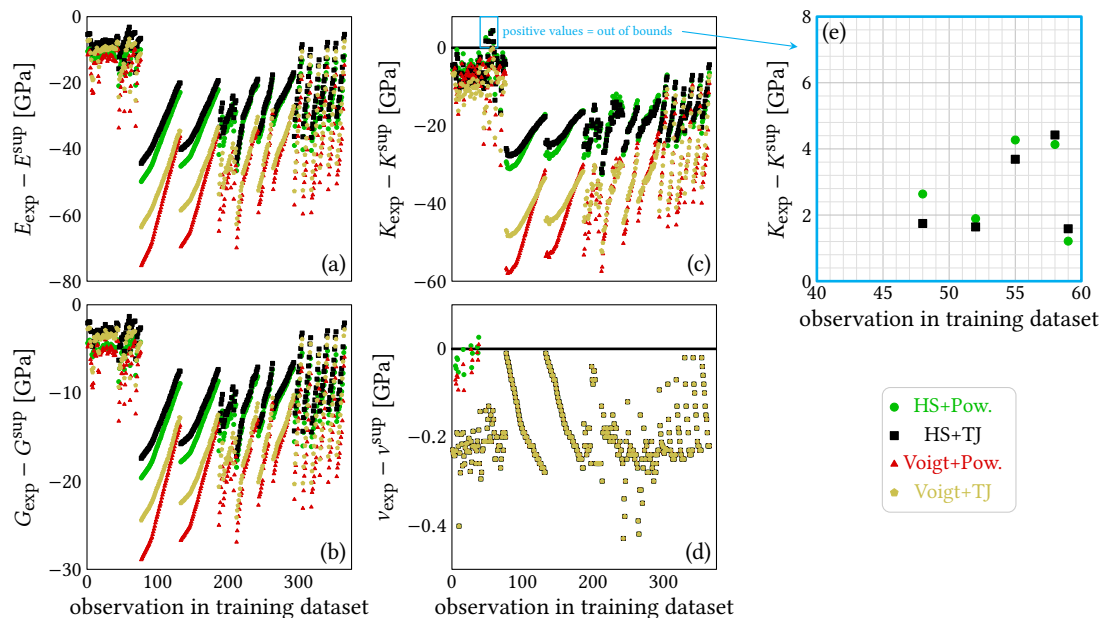 0
−20
−40
−60
−80
E_exp − E^sup [GPa]
(a)
0
−20
−40
−60
K_exp − K^sup [GPa]
positive values = out of bounds
(c)
8
6
4
2
0
K_exp − K^sup [GPa]
(e)
40 45 50 55 60
observation in training dataset
0
−10
−20
−30
G_exp − G^sup [GPa]
(b)
0 100 200 300
observation in training dataset
0
−0.2
−0.4
ν_exp − ν^sup [GPa]
(d)
0 100 200 300
observation in training dataset
HS+Pow.
HS+TJ
Voigt+Pow.
Voigt+TJ